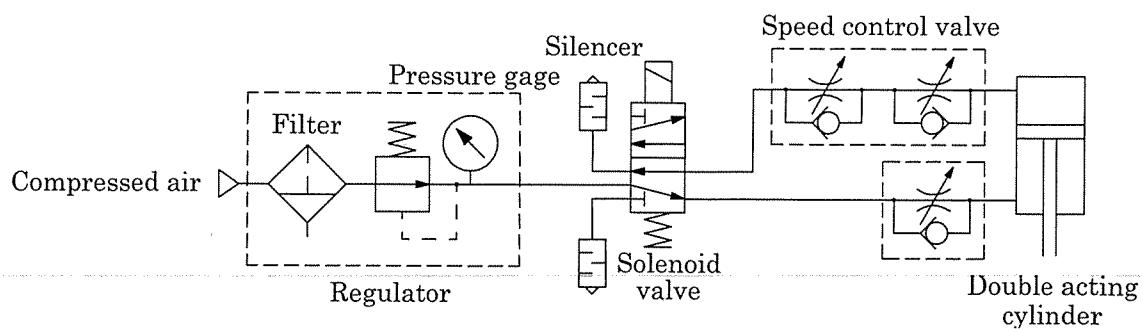 Speed control valve
Silencer
Pressure gage
Filter
Compressed air
Solenoid
valve
Regulator
Double acting
cylinder